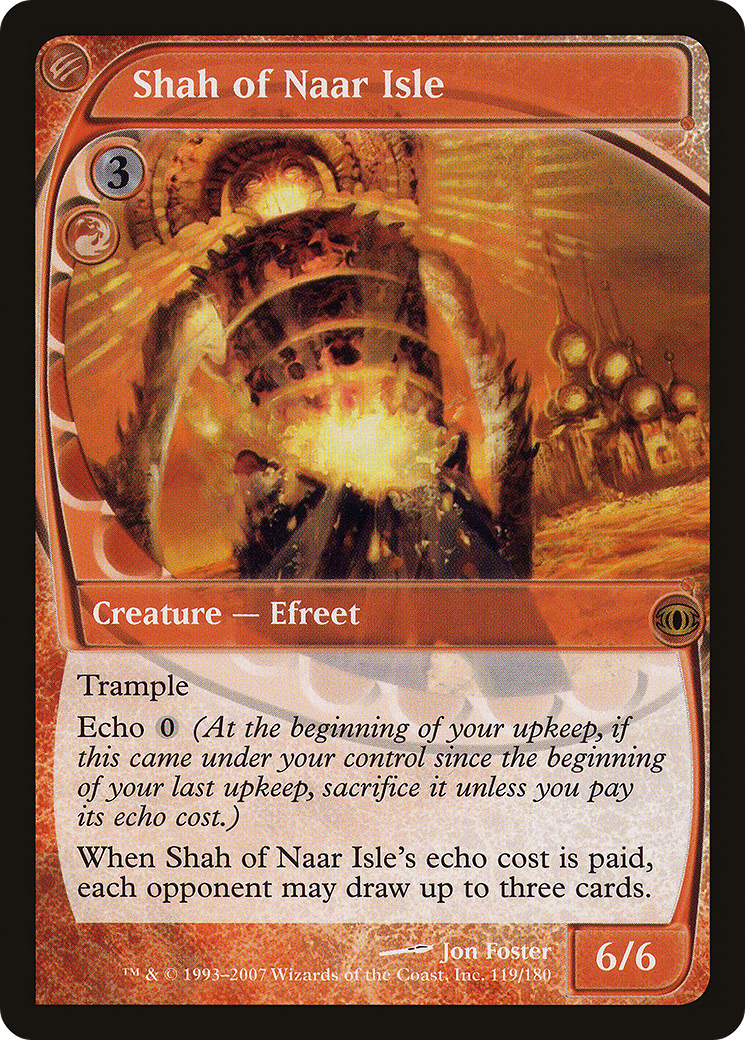 Shah of Naar Isle
3
Creature — Efreet
Trample
Echo 0 (At the beginning of your upkeep, if
this came under your control since the beginning
of your last upkeep, sacrifice it unless you pay
its echo cost.)
When Shah of Naar Isle's echo cost is paid,
each opponent may draw up to three cards.
Jon Foster
™ & © 1993–2007 Wizards of the Coast, Inc. 119/180
6/6